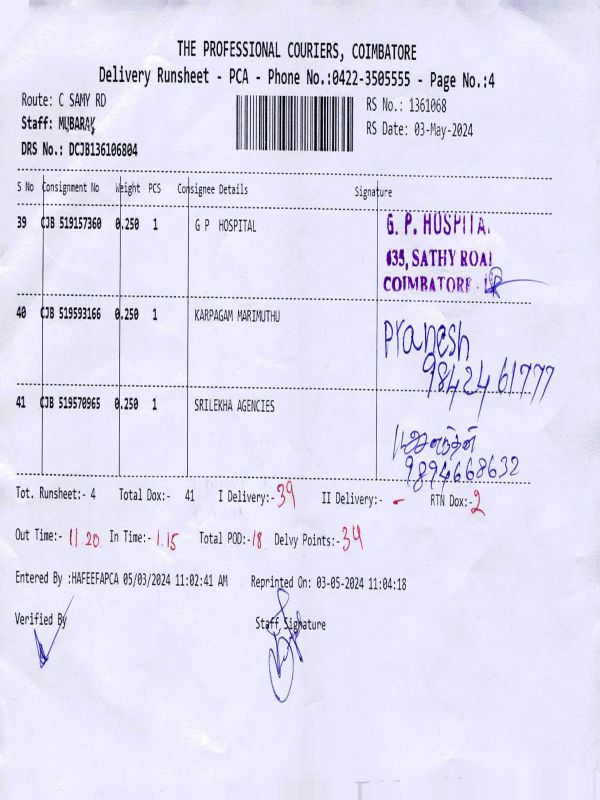 THE PROFESSIONAL COURIERS, COIMBATORE
Delivery Runsheet - PCA - Phone No.:0422-3505555 - Page No.:4
Route: C SAMY RD
RS No.: 1361068
Staff: MUBARAK
RS Date: 03-May-2024
DRS No.: DCJB136106804
S No Consignment No Weight PCS Consignee Details Signature
39 CJB 519157360 0.250 1 G P HOSPITAL
G. P. HOSPITAL
635, SATHY ROAD
COIMBATORE
40 CJB 519593166 0.250 1 KARPAGAM MARIMUTHU
Pranesh
9842461777
41 CJB 519570965 0.250 1 SRILEKHA AGENCIES
9894668632
Tot. Runsheet:- 4 Total Dox:- 41 I Delivery:- 39 II Delivery:- - RTN Dox:- 2
Out Time:- 11.20 In Time:- 1.15 Total POD:- 18 Delvy Points:- 34
Entered By :HAFEEFAPCA 05/03/2024 11:02:41 AM Reprinted On: 03-05-2024 11:04:18
Verified By
Staff Signature